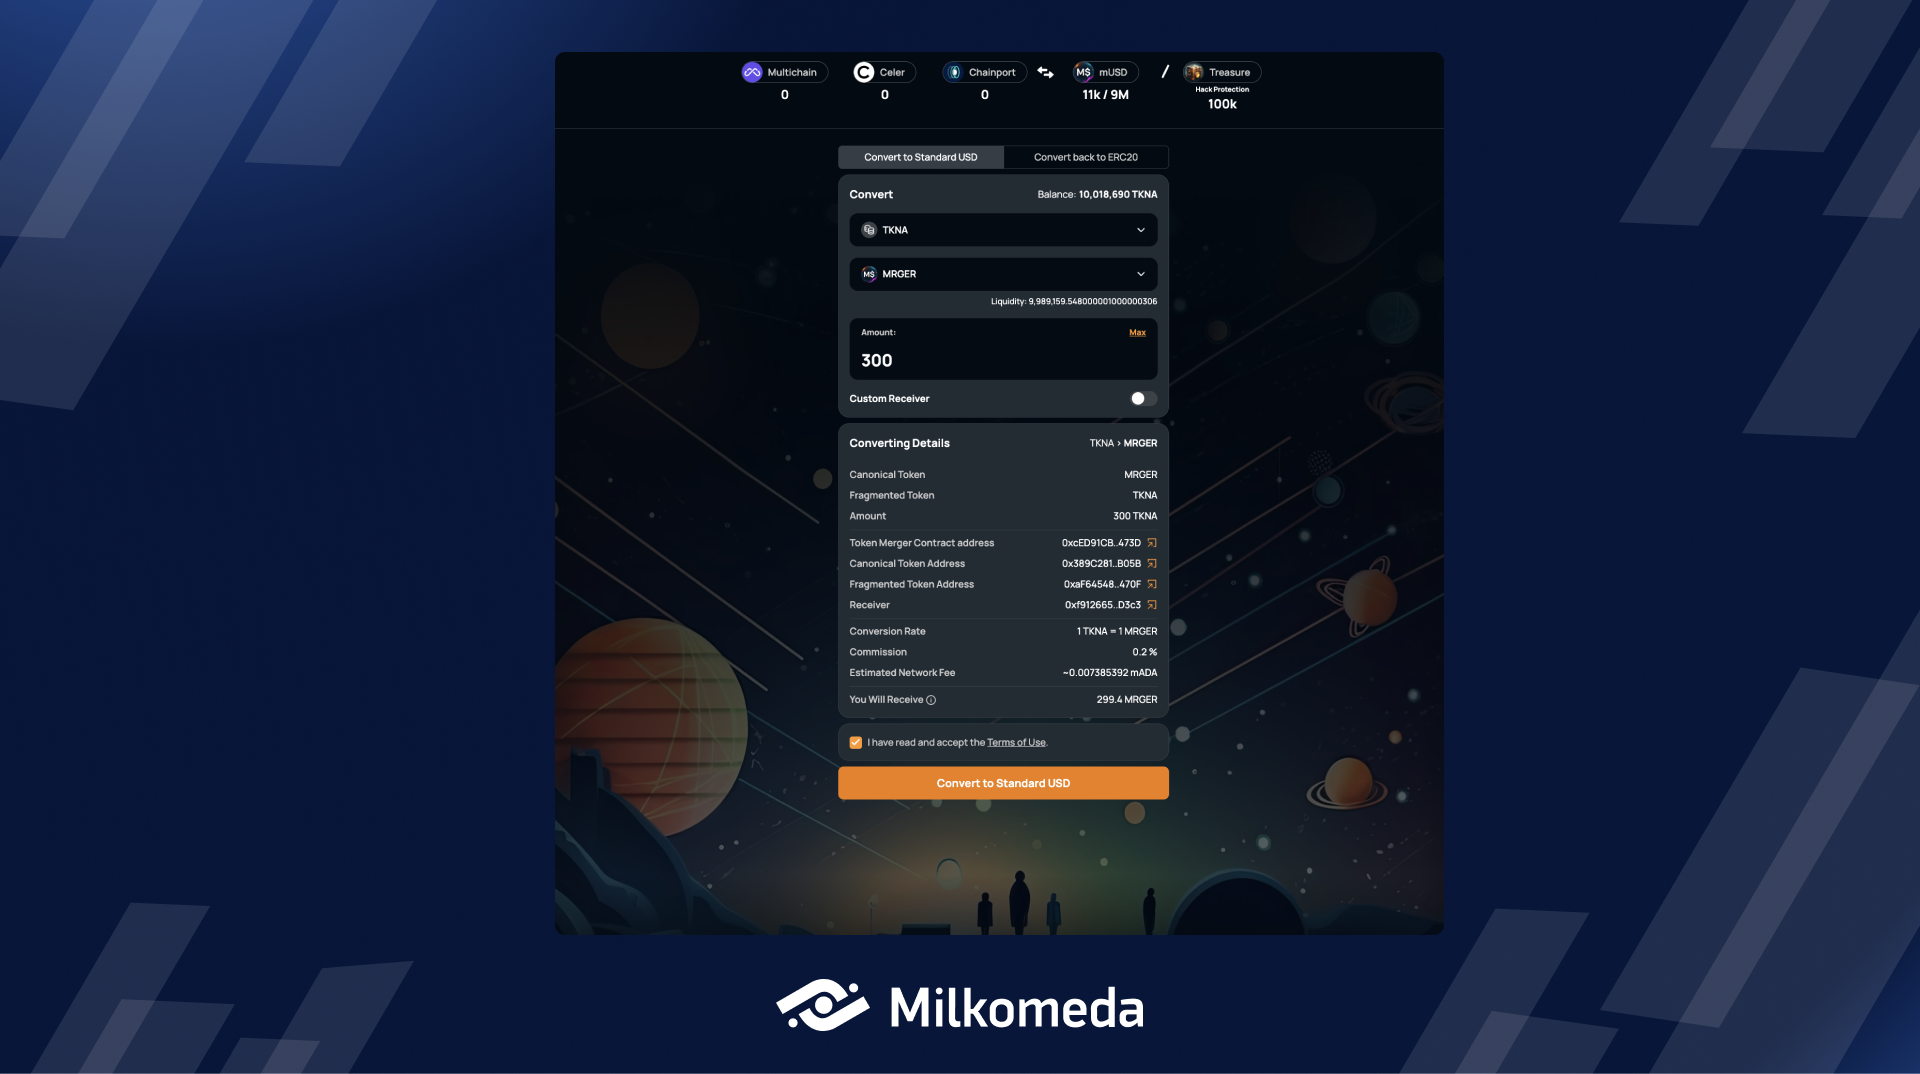 Multichain
0
Celer
0
Chainport
0
M$ mUSD
11k / 9M
/
Treasure
Hack Protection
100k
Convert to Standard USD
Convert back to ERC20
Convert Balance: 10,018,690 TKNA
TKNA
M$ MRGER
Liquidity: 9,989,159.548000001000000306
Amount: Max
300
Custom Receiver
Converting Details TKNA > MRGER
Canonical Token MRGER
Fragmented Token TKNA
Amount 300 TKNA
Token Merger Contract address 0xcED91CB..473D
Canonical Token Address 0x389C281..B05B
Fragmented Token Address 0xaF64548..470F
Receiver 0xf912665..D3c3
Conversion Rate 1 TKNA = 1 MRGER
Commission 0.2 %
Estimated Network Fee ~0.007385392 mADA
You Will Receive 299.4 MRGER
I have read and accept the Terms of Use.
Convert to Standard USD
Milkomeda